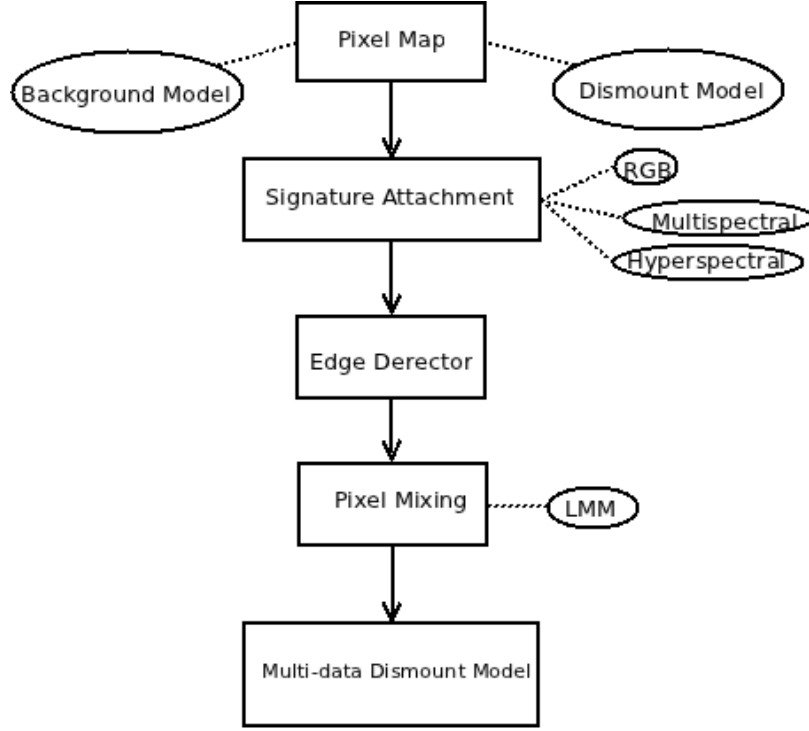 Pixel Map
Background Model
Dismount Model
Signature Attachment
RGB
Multispectral
Hyperspectral
Edge Derector
Pixel Mixing
LMM
Multi-data Dismount Model